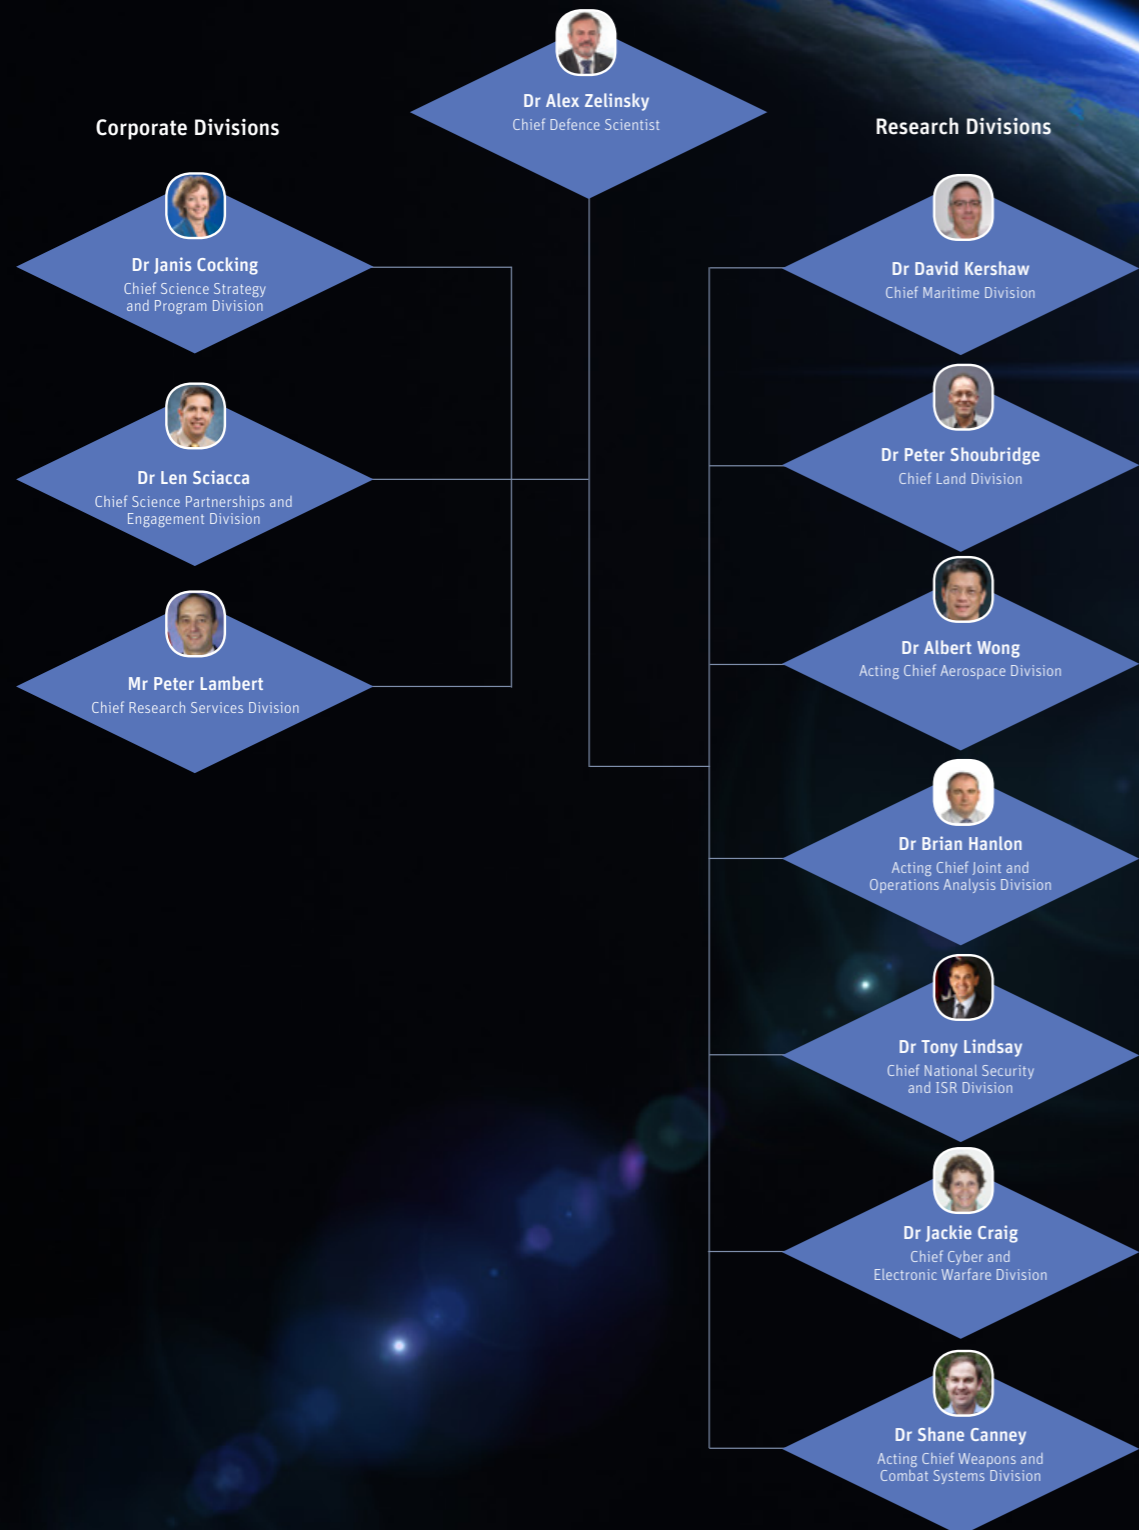 Dr Alex Zelinsky
Chief Defence Scientist
Corporate Divisions
Dr Janis Cocking
Chief Science Strategy
and Program Division
Dr Len Sciacca
Chief Science Partnerships and
Engagement Division
Mr Peter Lambert
Chief Research Services Division
Research Divisions
Dr David Kershaw
Chief Maritime Division
Dr Peter Shoubridge
Chief Land Division
Dr Albert Wong
Acting Chief Aerospace Division
Dr Brian Hanlon
Acting Chief Joint and
Operations Analysis Division
Dr Tony Lindsay
Chief National Security
and ISR Division
Dr Jackie Craig
Chief Cyber and
Electronic Warfare Division
Dr Shane Canney
Acting Chief Weapons and
Combat Systems Division